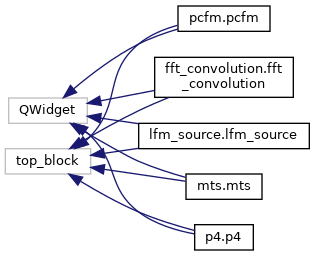 pcfm.pcfm
fft_convolution.fft
_convolution
QWidget
lfm_source.lfm_source
top_block
mts.mts
p4.p4